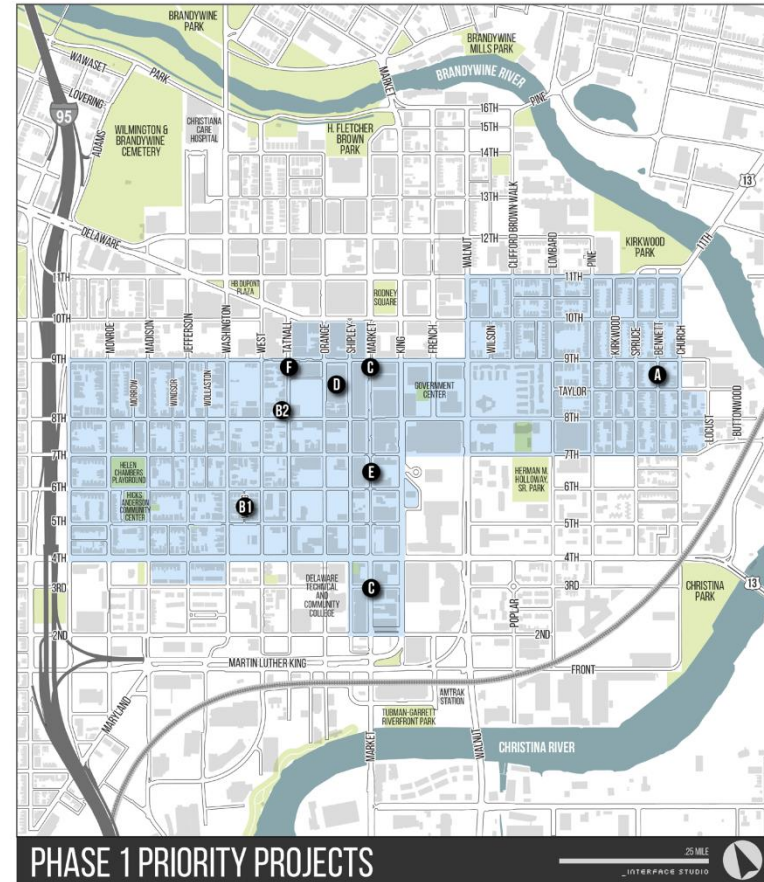 BRANDYWINE
PARK
BRANDYWINE
MILLS PARK
WAWASET
PARK
MARKET
BRANDYWINE RIVER
LOVERING
16TH
PINE
95
ADAMS
WILMINGTON &
BRANDYWINE
CEMETERY
CHRISTIANA
CARE
HOSPITAL
H. FLETCHER
BROWN
PARK
15TH
14TH
13TH
13
DELAWARE
WALNUT
CLIFFORD BROWN WALK
12TH
LOMBARD
PINE
KIRKWOOD
PARK
11TH
11TH
11TH
HB DUPONT
PLAZA
RODNEY
SQUARE
10TH
10TH
MONROE
MADISON
JEFFERSON
WASHINGTON
WEST
TATNALL
ORANGE
SHIPLEY
MARKET
KING
FRENCH
WILSON
KIRKWOOD
SPRUCE
BENNETT
CHURCH
9TH
9TH
F
C
D
A
MORROW
WINDSOR
WOLLASTON
GOVERNMENT
CENTER
TAYLOR
B2
8TH
8TH
LOCUST
BUTTONWOOD
7TH
7TH
HELEN
CHAMBERS
PLAYGROUND
E
HERMAN M.
HOLLOWAY,
SR. PARK
6TH
6TH
HICKS
ANDERSON
COMMUNITY
CENTER
B1
5TH
5TH
4TH
4TH
DELAWARE
TECHNICAL
AND
COMMUNITY
COLLEGE
C
3RD
3RD
CHRISTINA
PARK
13
POPLAR
2ND
2ND
MARTIN LUTHER KING
FRONT
MARYLAND
AMTRAK
STATION
TUBMAN-GARRETT
RIVERFRONT PARK
MARKET
WALNUT
CHRISTINA RIVER
PHASE 1 PRIORITY PROJECTS
.25 MILE
_INTERFACE STUDIO